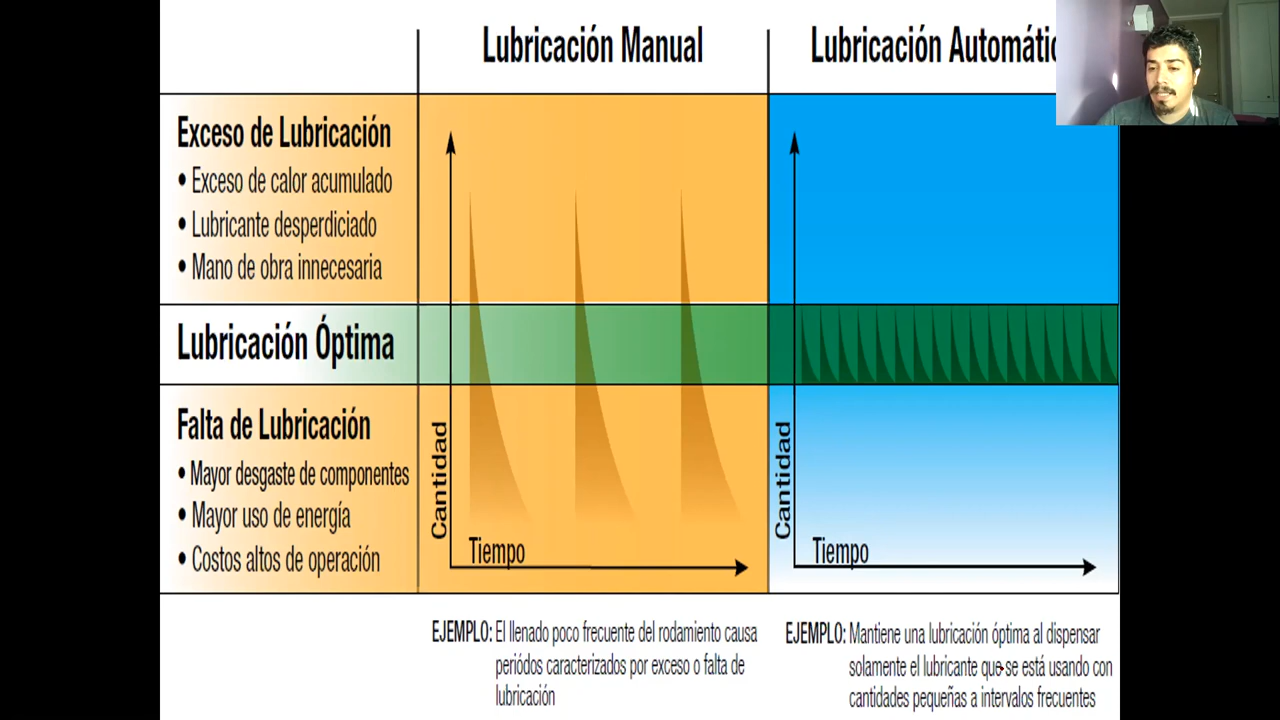 Lubricación Manual
Lubricación Automátic
Exceso de Lubricación
• Exceso de calor acumulado
• Lubricante desperdiciado
• Mano de obra innecesaria
Lubricación Óptima
Falta de Lubricación
• Mayor desgaste de componentes
• Mayor uso de energía
• Costos altos de operación
Cantidad
Tiempo
Cantidad
Tiempo
EJEMPLO: El llenado poco frecuente del rodamiento causa
periódos caracterizados por exceso o falta de
lubricación
EJEMPLO: Mantiene una lubricación óptima al dispensar
solamente el lubricante que se está usando con
cantidades pequeñas a intervalos frecuentes